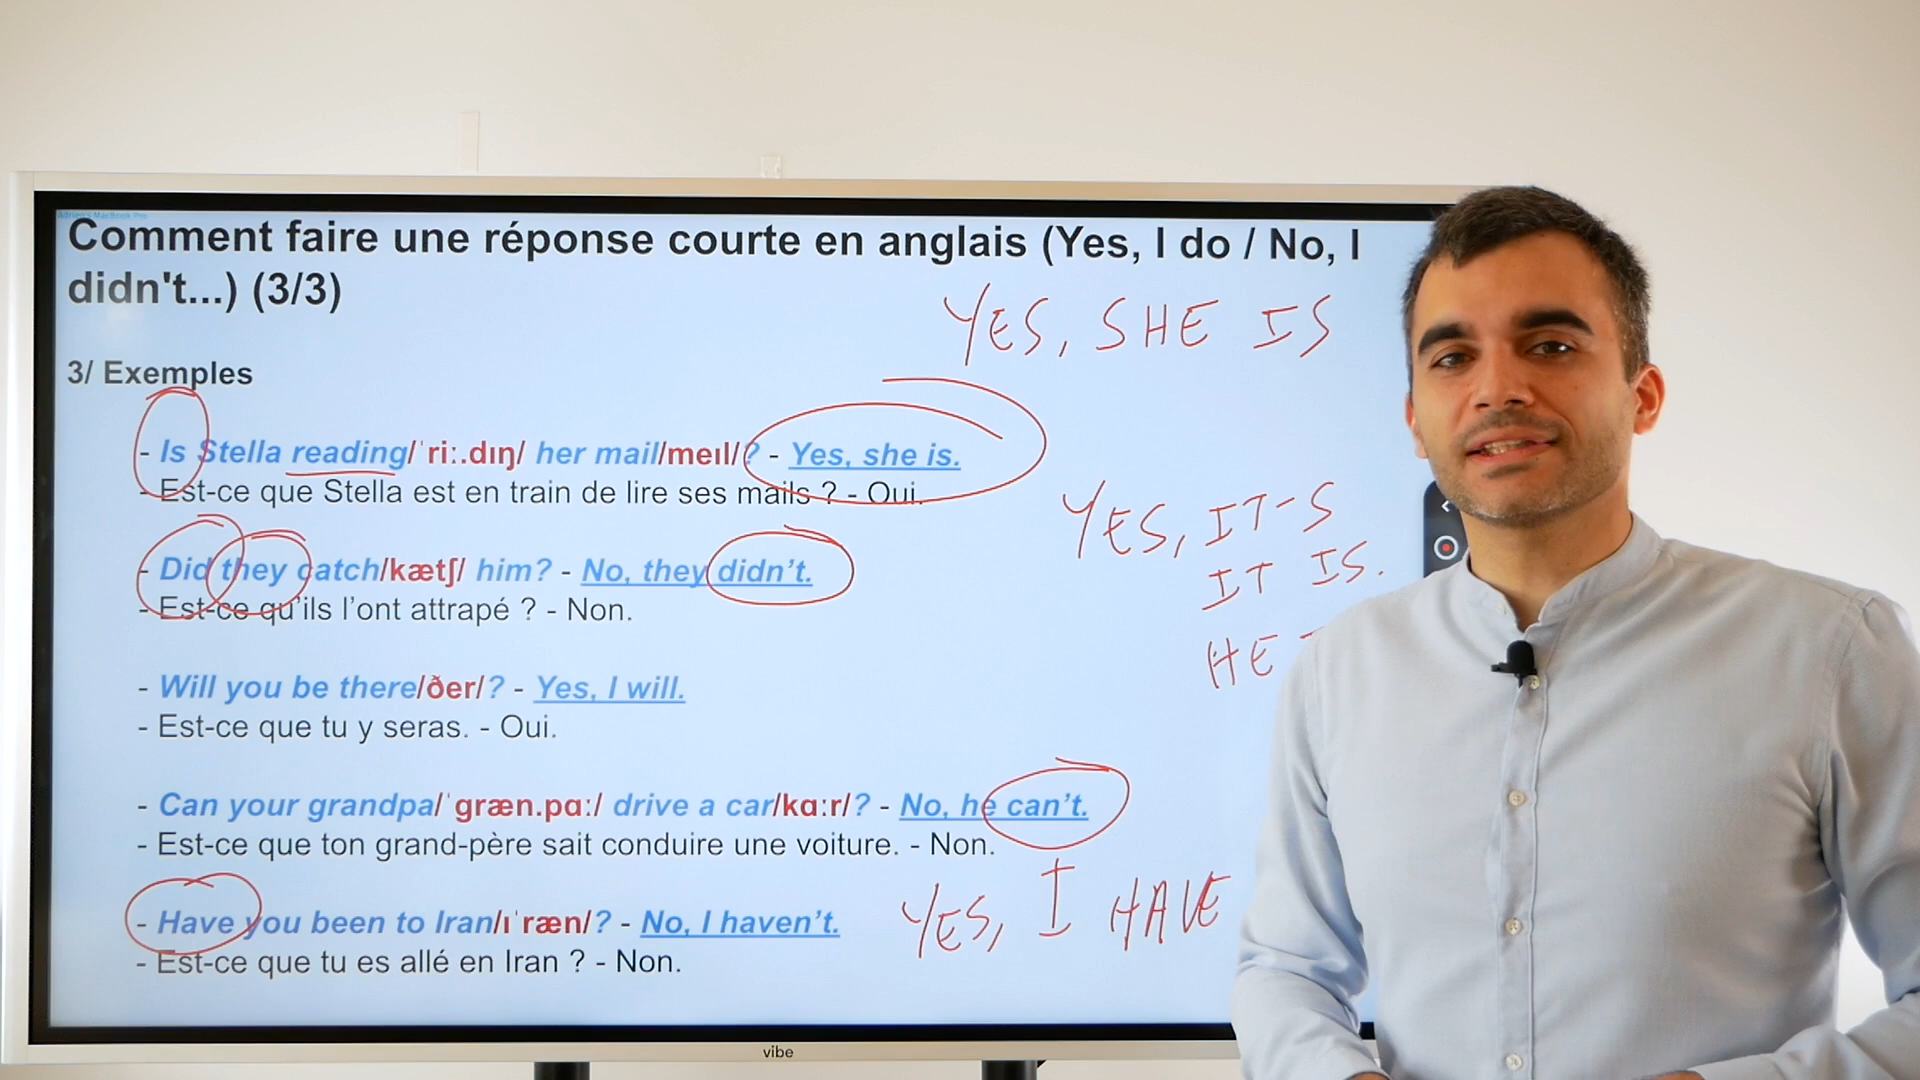 Adrien's MacBook Pro
Comment faire une réponse courte en anglais (Yes, I do / No, I
didn't...) (3/3)
YES, SHE IS
3/ Exemples
- Is Stella reading/ˈriː.dɪŋ/ her mail/meɪl/? - Yes, she is.
- Est-ce que Stella est en train de lire ses mails ? - Oui.
YES, IT'S
IT IS.
HE
- Did they catch/kætʃ/ him? - No, they didn't.
- Est-ce qu'ils l'ont attrapé ? - Non.
- Will you be there/ðer/? - Yes, I will.
- Est-ce que tu y seras. - Oui.
- Can your grandpa/ˈɡræn.pɑː/ drive a car/kɑːr/? - No, he can't.
- Est-ce que ton grand-père sait conduire une voiture. - Non.
- Have you been to Iran/ɪˈræn/? - No, I haven't.
YES, I HAVE
- Est-ce que tu es allé en Iran ? - Non.
vibe